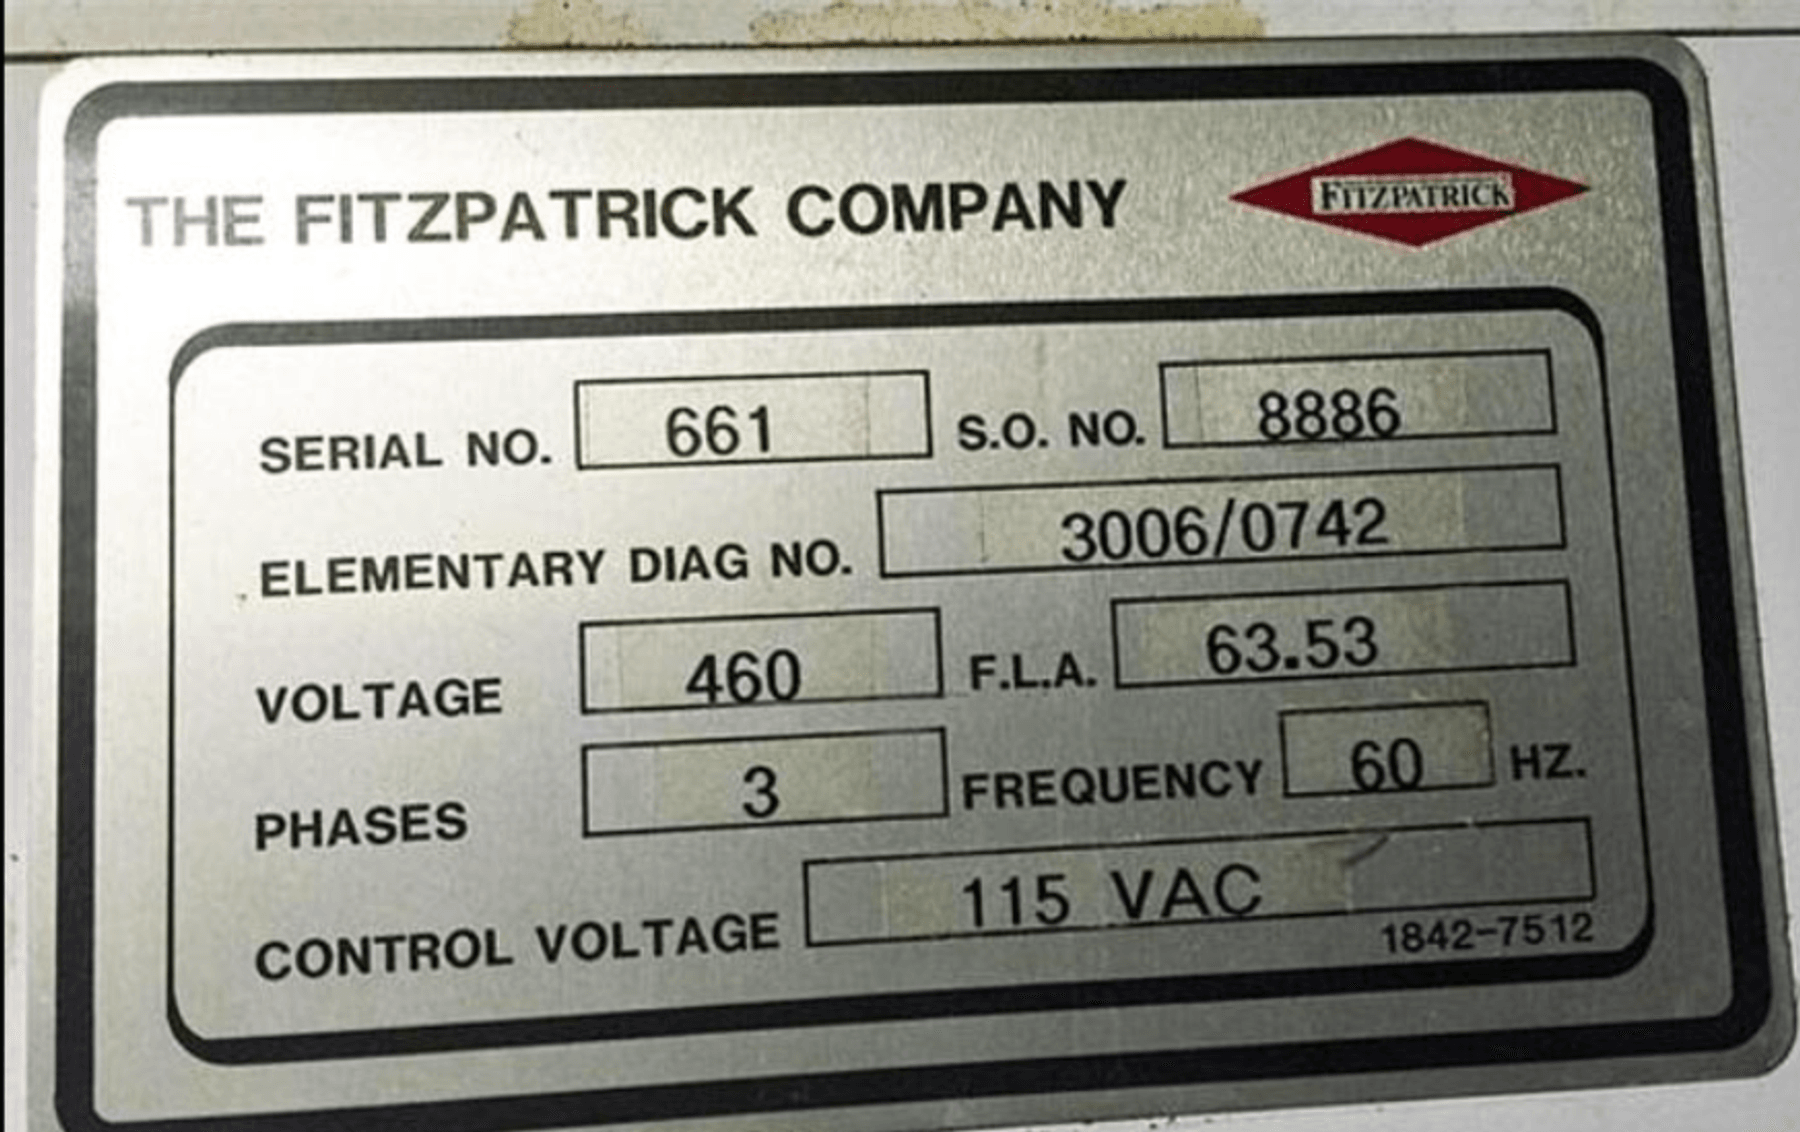 THE FITZPATRICK COMPANY FITZPATRICK
SERIAL NO. 661 S.O. NO. 8886
ELEMENTARY DIAG NO. 3006/0742
VOLTAGE 460 F.L.A. 63.53
PHASES 3 FREQUENCY 60 HZ.
CONTROL VOLTAGE 115 VAC
1842-7512